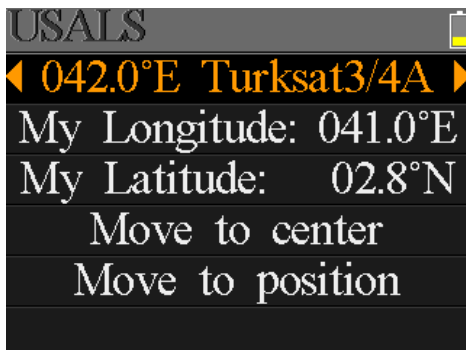 USALS
042.0°E Turksat3/4A
My Longitude: 041.0°E
My Latitude: 02.8°N
Move to center
Move to position